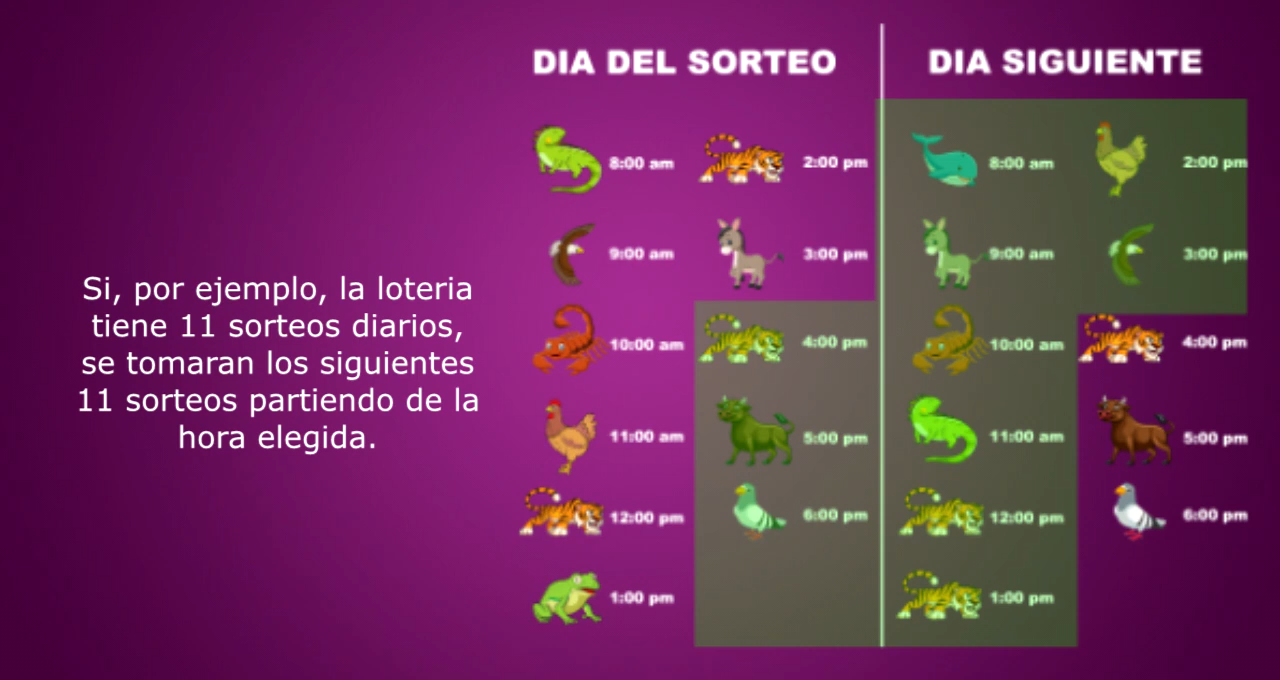 DIA DEL SORTEO
DIA SIGUIENTE
8:00 am
2:00 pm
8:00 am
2:00 pm
9:00 am
3:00 pm
9:00 am
3:00 pm
Si, por ejemplo, la loteria
tiene 11 sorteos diarios,
se tomaran los siguientes
11 sorteos partiendo de la
hora elegida.
10:00 am
4:00 pm
10:00 am
4:00 pm
11:00 am
5:00 pm
11:00 am
5:00 pm
12:00 pm
6:00 pm
12:00 pm
6:00 pm
1:00 pm
1:00 pm